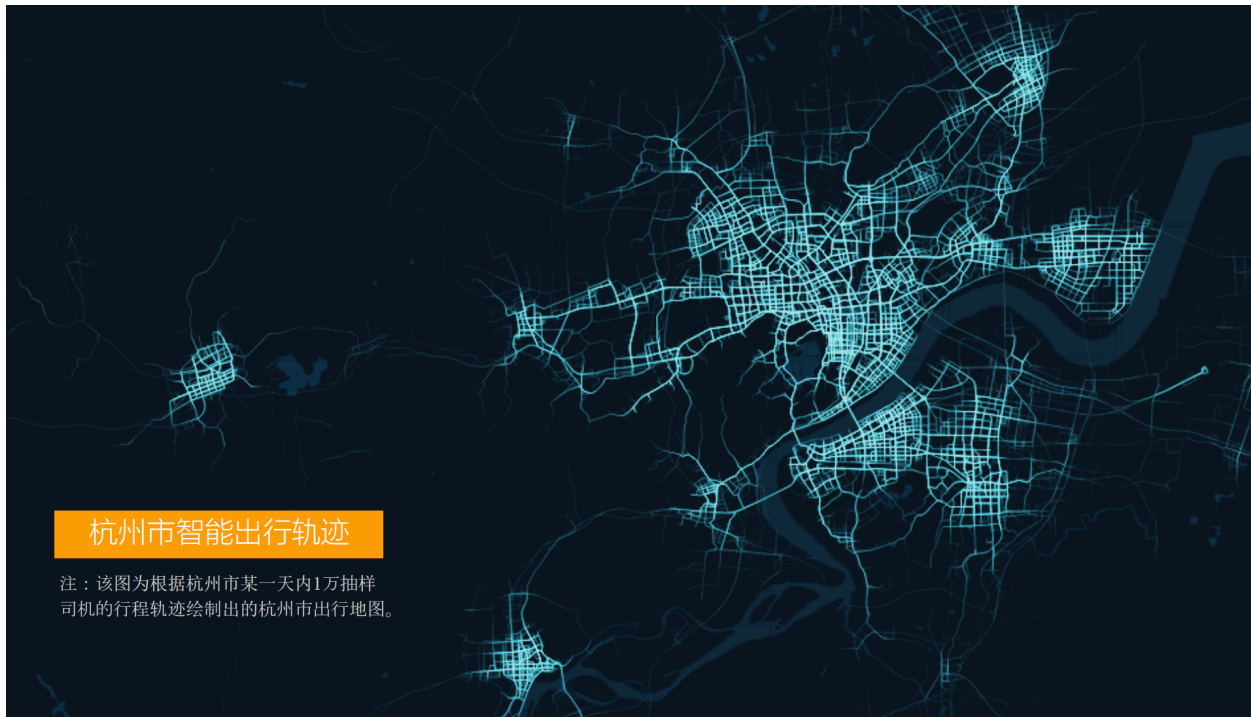 杭州市智能出行轨迹
注：该图为根据杭州市某一天内1万抽样
司机的行程轨迹绘制出的杭州市出行地图。